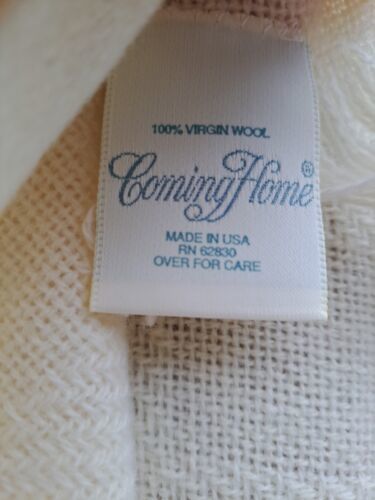 100% VIRGIN WOOL
Coming Home®
MADE IN USA
RN 62830
OVER FOR CARE